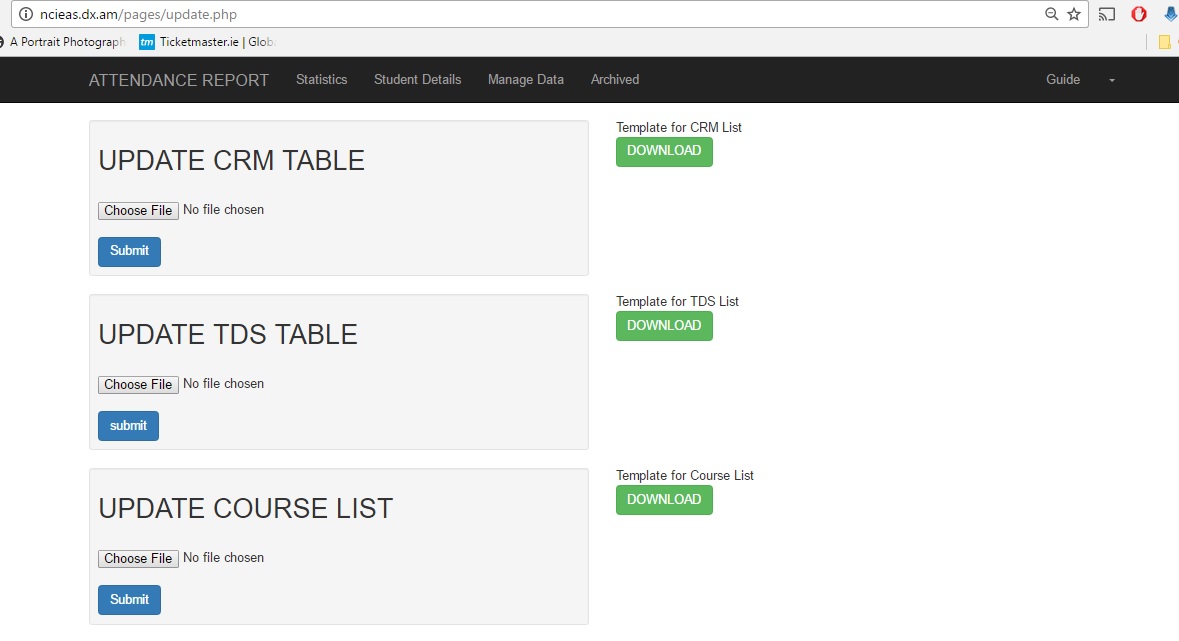 ncieas.dx.am/pages/update.php
A Portrait Photograph tm Ticketmaster.ie | Glob
ATTENDANCE REPORT Statistics Student Details Manage Data Archived Guide
UPDATE CRM TABLE
Choose File No file chosen
Submit
Template for CRM List
DOWNLOAD
UPDATE TDS TABLE
Choose File No file chosen
submit
Template for TDS List
DOWNLOAD
UPDATE COURSE LIST
Choose File No file chosen
Submit
Template for Course List
DOWNLOAD